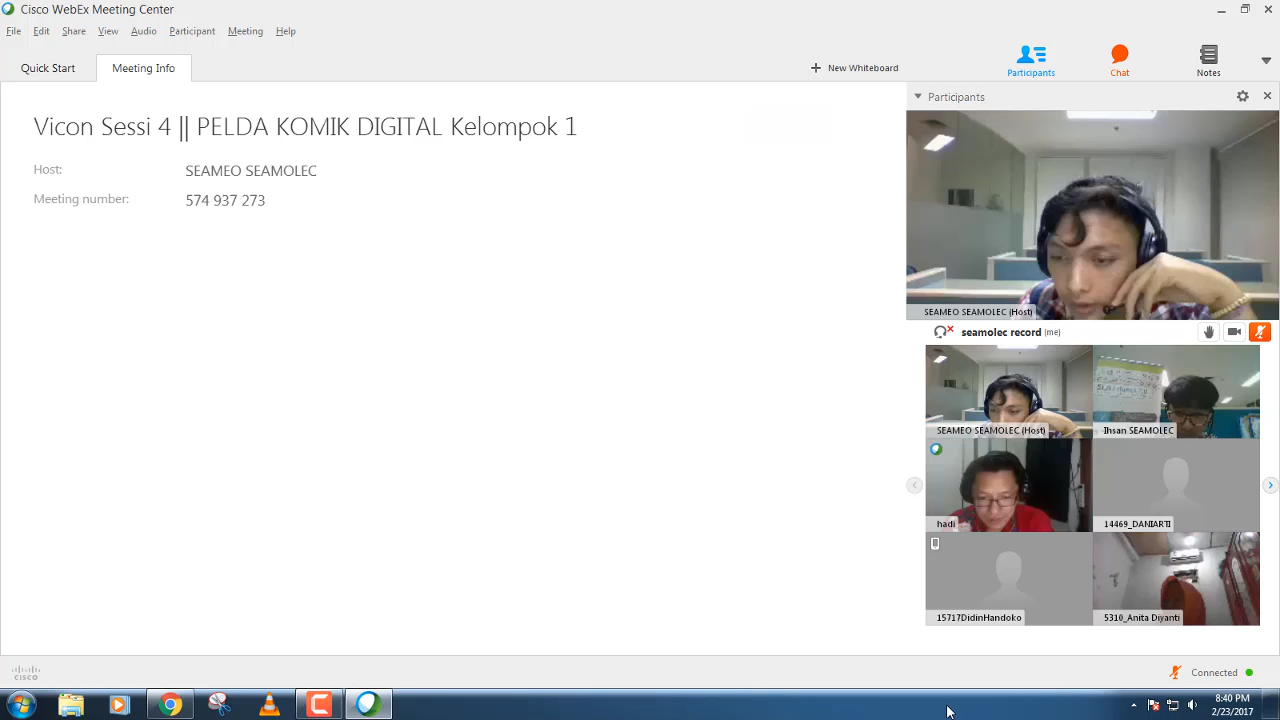 Cisco WebEx Meeting Center
File Edit Share View Audio Participant Meeting Help
Quick Start Meeting Info + New Whiteboard Participants Chat Notes
Participants
Vicon Sessi 4 || PELDA KOMIK DIGITAL Kelompok 1
Host: SEAMEO SEAMOLEC
Meeting number: 574 937 273
SEAMEO SEAMOLEC (Host)
seamolec record (me)
SEAMEO SEAMOLEC (Host) Ihsan SEAMOLEC
hadi 14469_DANIARTI
15717DidinHandoko 5310_Anita Diyanti
CISCO Connected
8:40 PM
2/23/2017